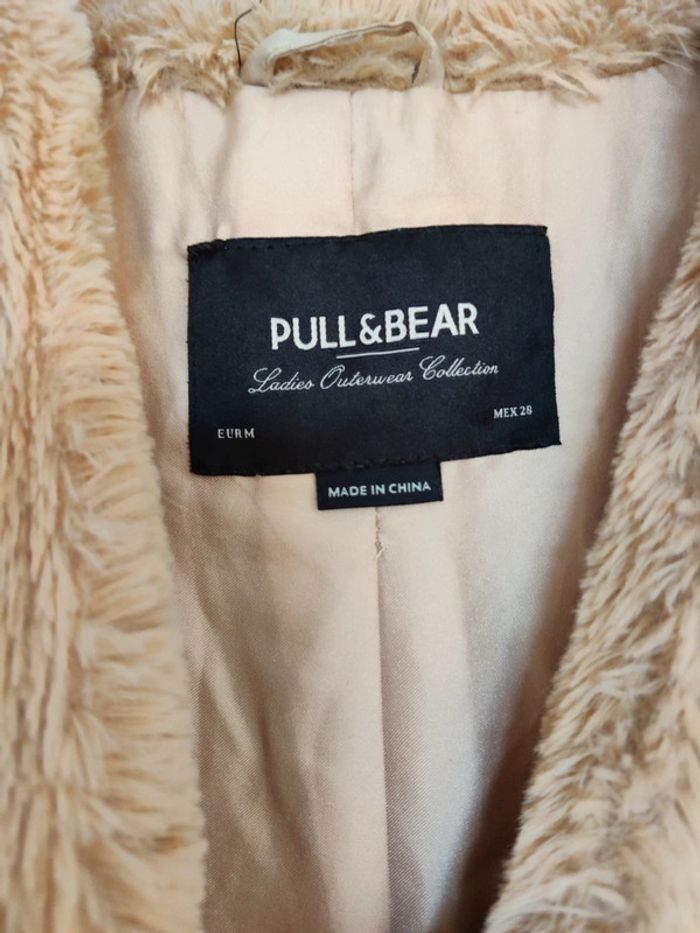 PULL&BEAR
Ladies Outerwear Collection
EUR M
MEX 28
MADE IN CHINA